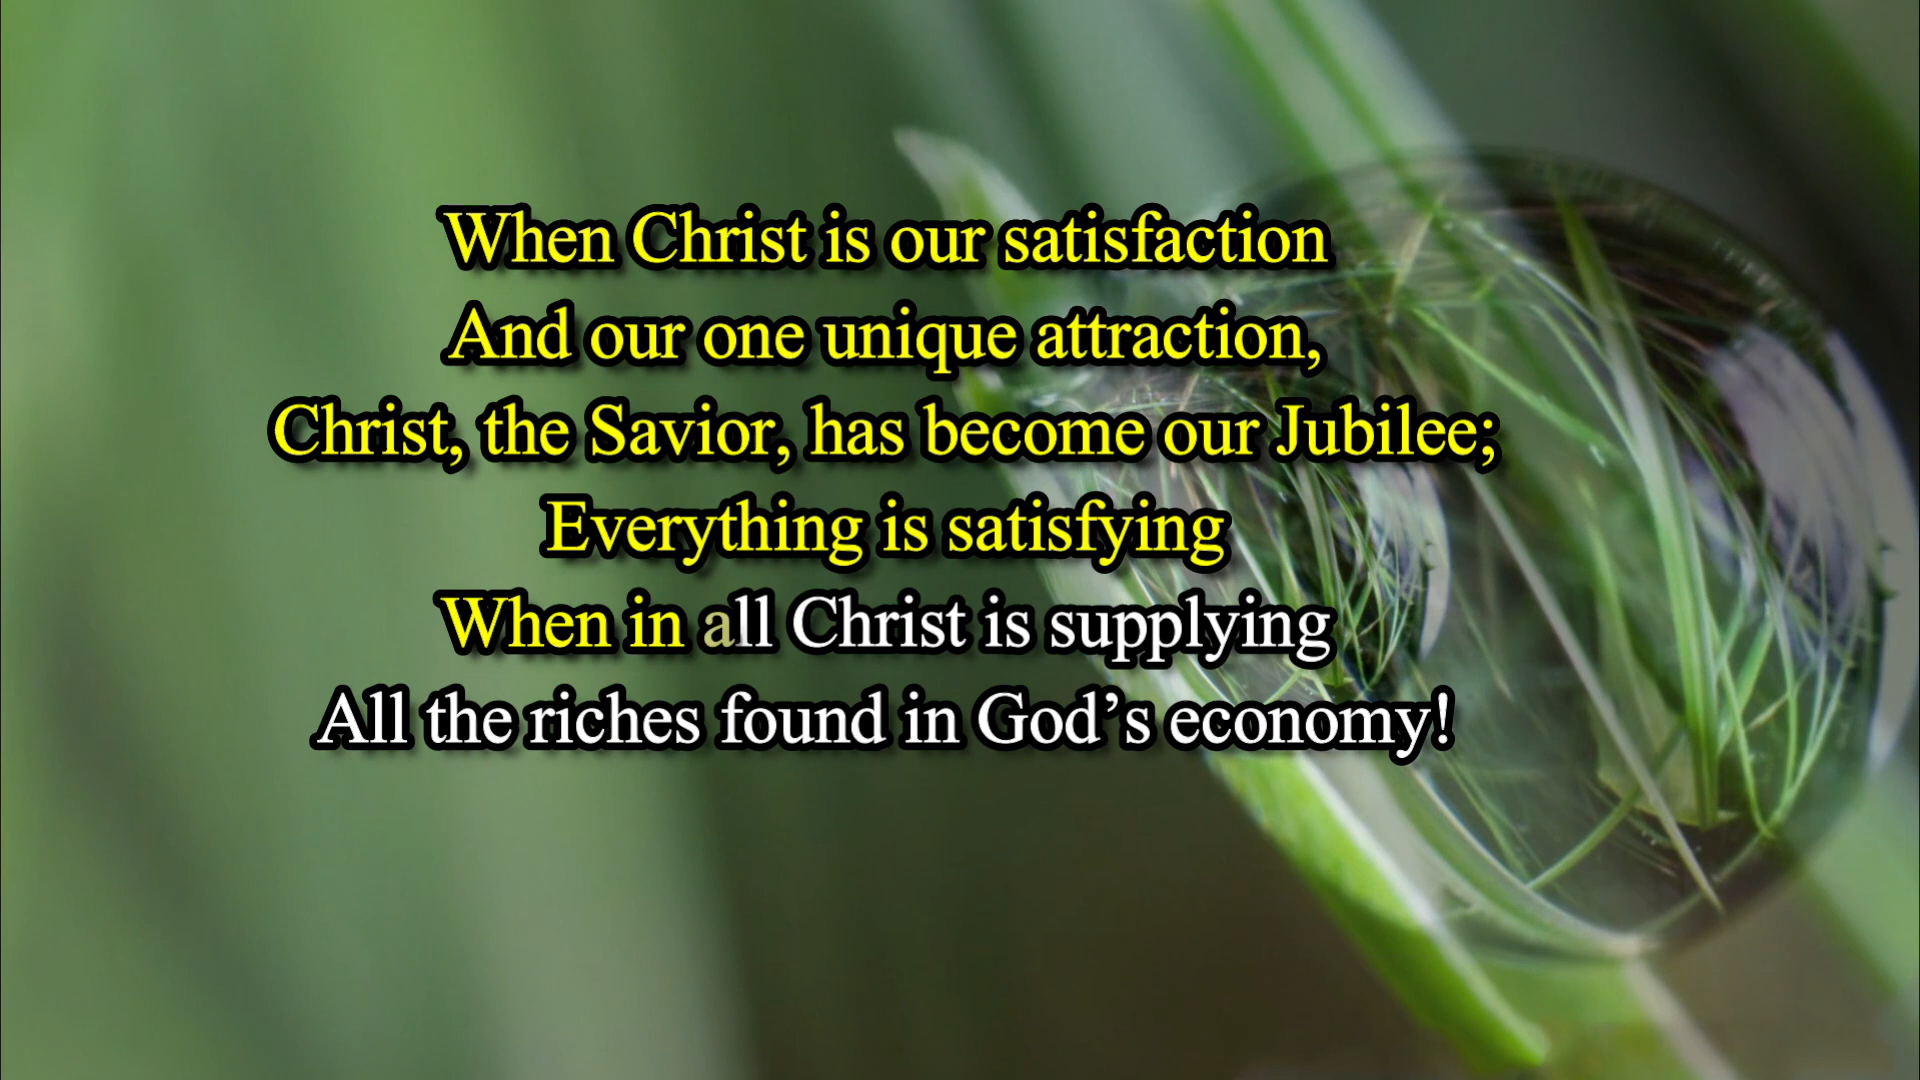 When Christ is our satisfaction
And our one unique attraction,
Christ, the Savior, has become our Jubilee;
Everything is satisfying
When in all Christ is supplying
All the riches found in God’s economy!